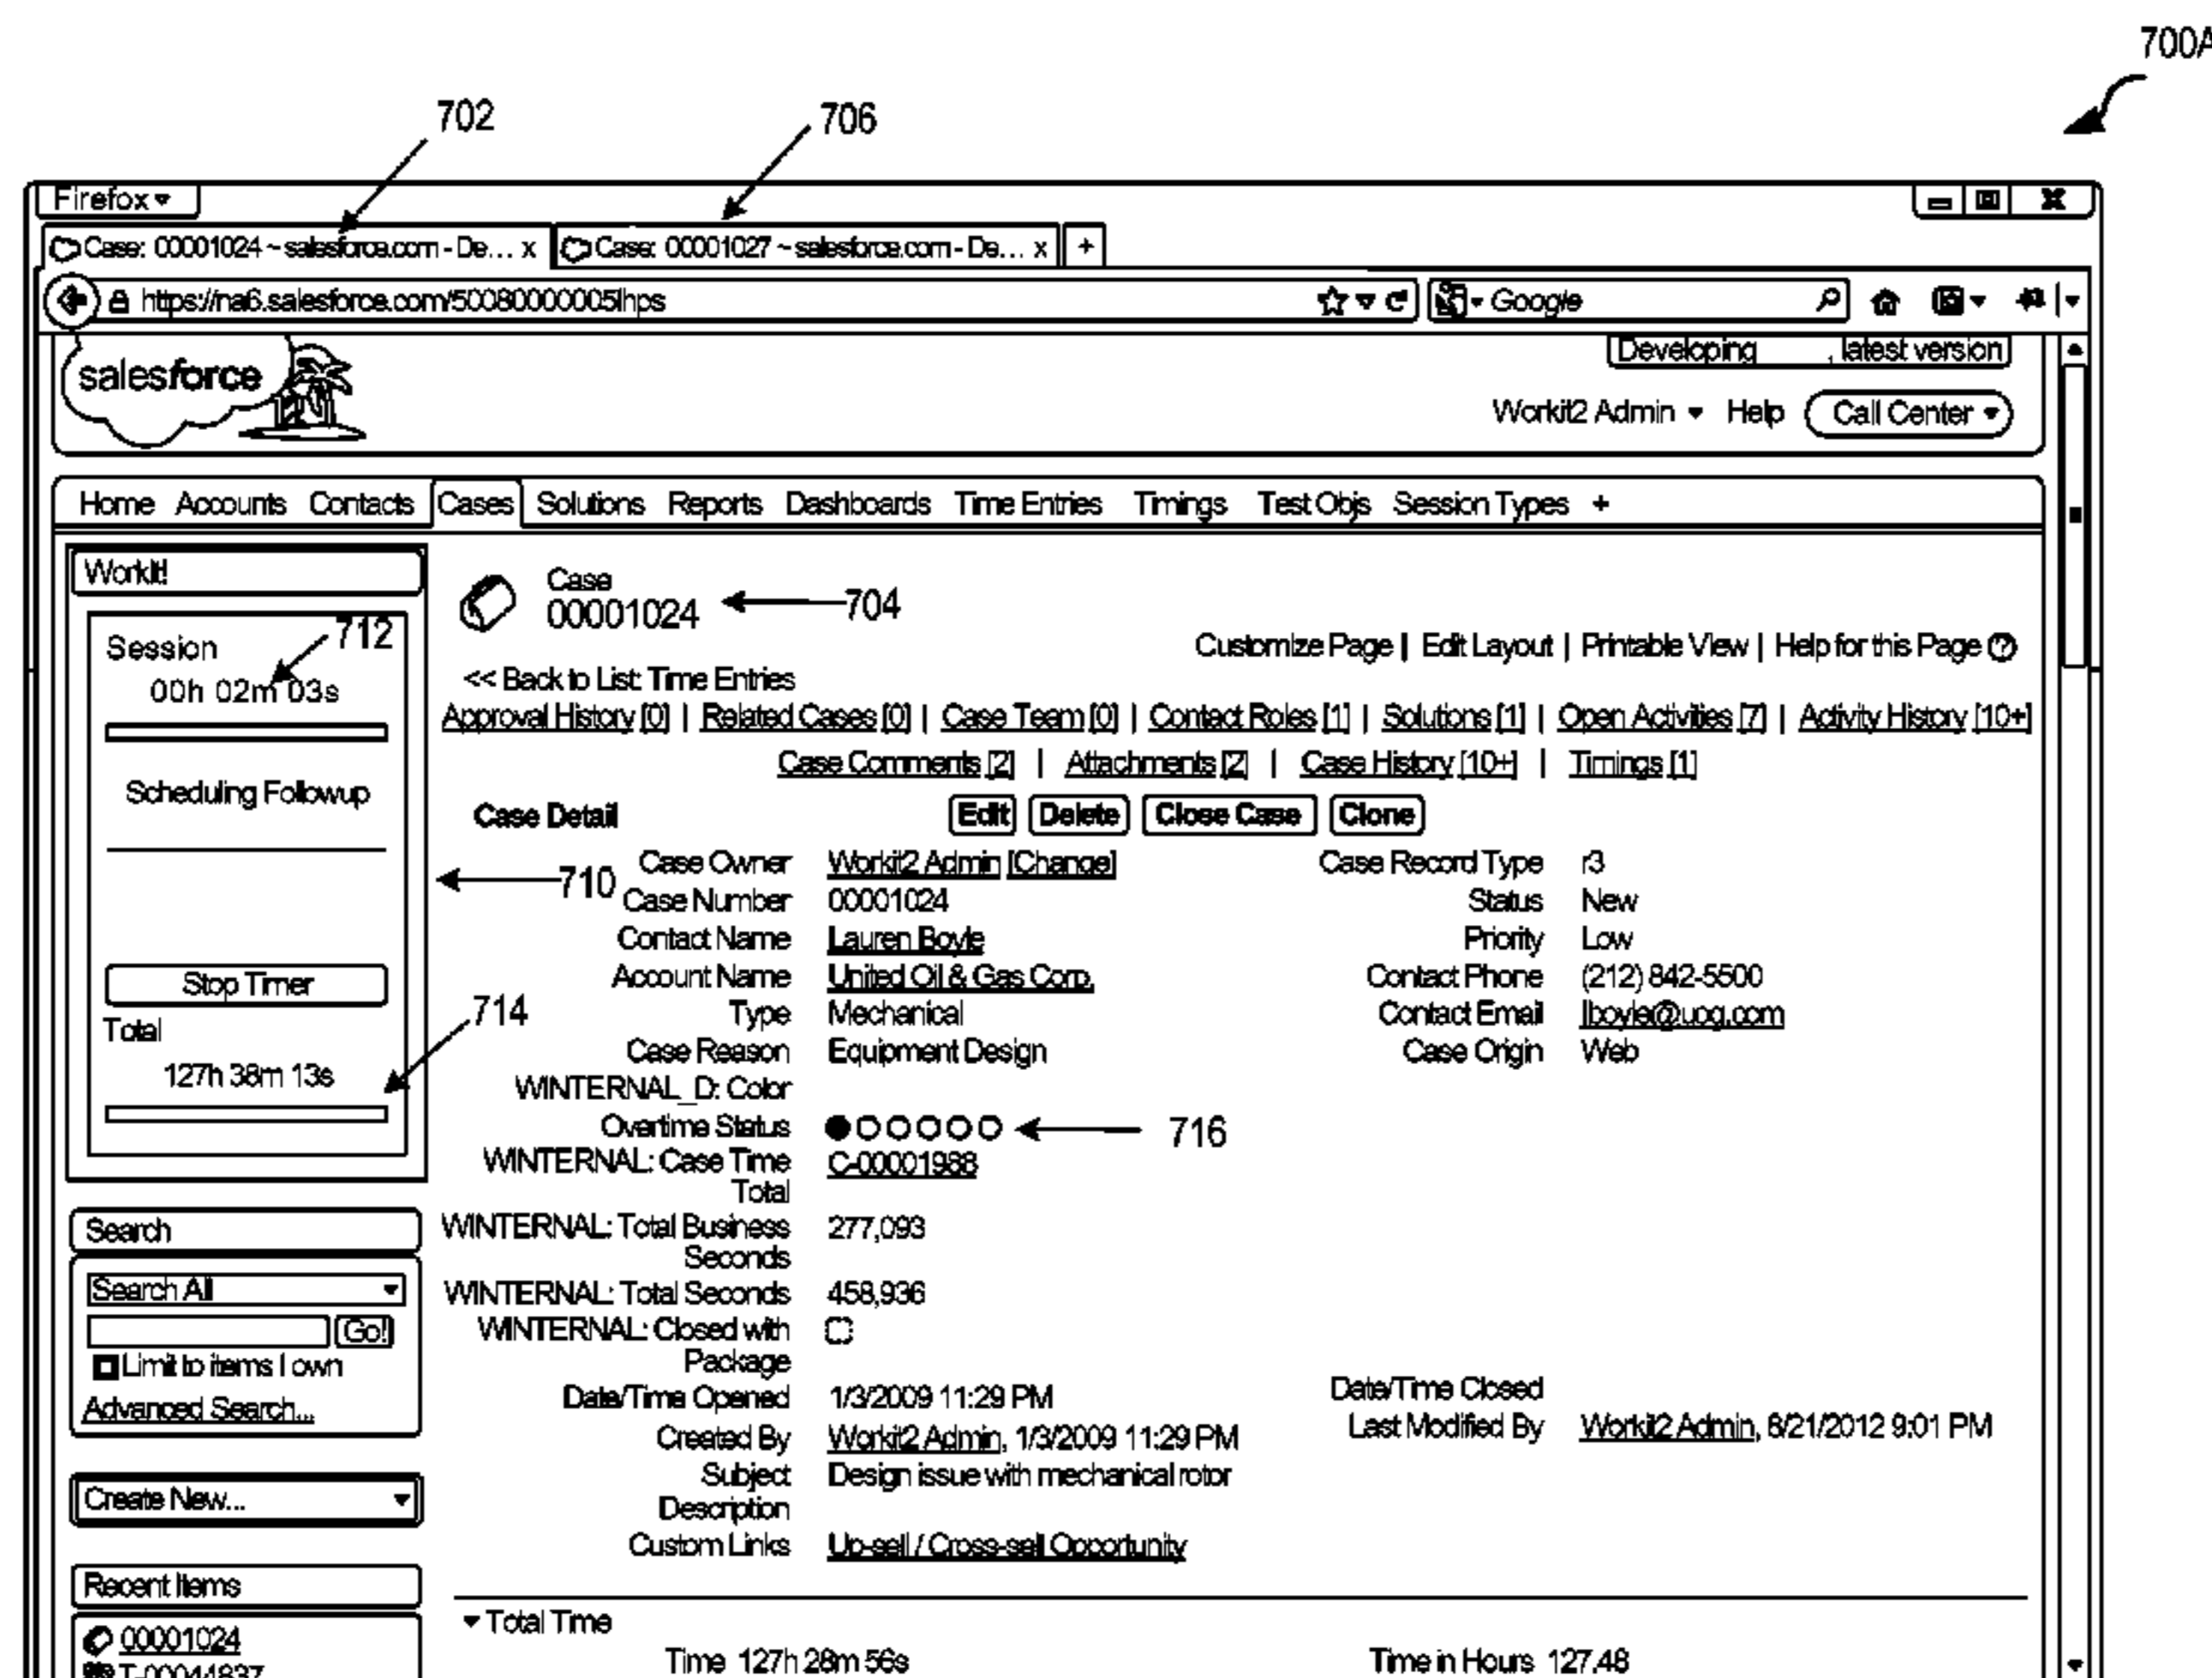 700A
702
706
Firefox
Case: 00001024 ~ salesforce.com - De... x
Case: 00001027 ~ salesforce.com - De... x
+
https://na6.salesforce.com/50080000005lhps
Google
salesforce
Developing , latest version
Workit2 Admin Help Call Center
Home Accounts Contacts Cases Solutions Reports Dashboards Time Entries Timings Test Objs Session Types +
WorkIt!
Case
00001024
704
Session
712
00h 02m 03s
Customize Page | Edit Layout | Printable View | Help for this Page ?
<< Back to List: Time Entries
Approval History [0] | Related Cases [0] | Case Team [0] | Contact Roles [1] | Solutions [1] | Open Activities [7] | Activity History [10+]
Case Comments [2] | Attachments [2] | Case History [10+] | Timings [1]
Scheduling Followup
Case Detail
Edit Delete Close Case Clone
710
Case Owner Workit2 Admin [Change]
Case Record Type r3
Case Number 00001024
Status New
Contact Name Lauren Boyle
Priority Low
Stop Timer
Account Name United Oil & Gas Corp.
Contact Phone (212) 842-5500
Total
714
Type Mechanical
Contact Email lboyle@uog.com
127h 38m 13s
Case Reason Equipment Design
Case Origin Web
WINTERNAL_D: Color
Overtime Status
716
WINTERNAL: Case Time
Total
C-00001988
Search
WINTERNAL: Total Business
Seconds
277,093
Search All
WINTERNAL: Total Seconds 458,936
Go!
WINTERNAL: Closed with
Package
Limit to items I own
Advanced Search...
Date/Time Opened 1/3/2009 11:29 PM
Date/Time Closed
Created By Workit2 Admin, 1/3/2009 11:29 PM
Last Modified By Workit2 Admin, 8/21/2012 9:01 PM
Subject Design issue with mechanical rotor
Create New...
Description
Custom Links Up-sell / Cross-sell Opportunity
Recent Items
00001024
T-00044837
Total Time
Time 127h 28m 56s
Time in Hours 127.48